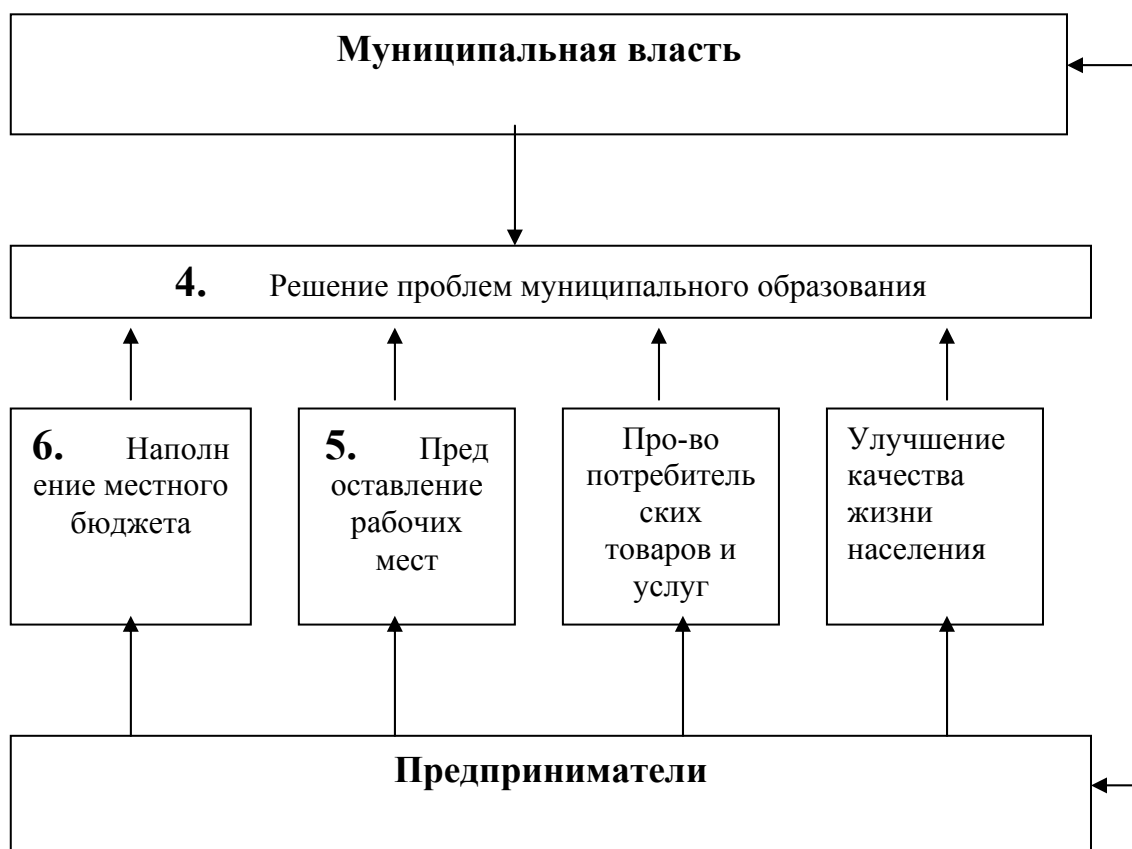 Муниципальная власть
4. Решение проблем муниципального образования
6. Наполн
ение местного
бюджета
5. Пред
оставление
рабочих
мест
Про-во
потребитель
ских
товаров и
услуг
Улучшение
качества
жизни
населения
Предприниматели